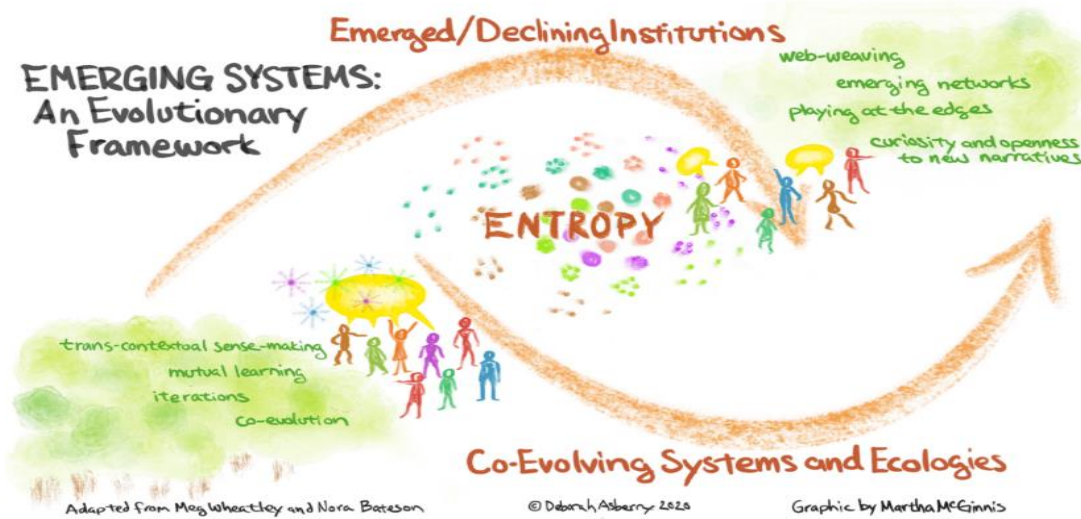 Emerged/Declining Institutions
EMERGING SYSTEMS:
An Evolutionary
Framework
web-weaving
emerging networks
playing at the edges
curiosity and openness
to new narratives
ENTROPY
trans-contextual sense-making
mutual learning
iterations
co-evolution
Co-Evolving Systems and Ecologies
Adapted from Meg Wheatley and Nora Bateson
© Deborah Asberry 2020
Graphic by Martha McGinnis